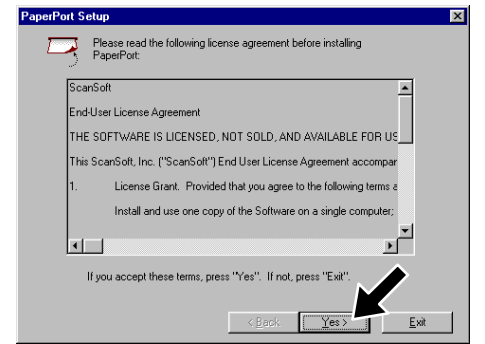 PaperPort Setup
Please read the following license agreement before installing
PaperPort:
ScanSoft
End-User License Agreement
THE SOFTWARE IS LICENSED, NOT SOLD, AND AVAILABLE FOR US
This ScanSoft, Inc. ("ScanSoft") End User License Agreement accompan
1. License Grant. Provided that you agree to the following terms a
Install and use one copy of the Software on a single computer;
If you accept these terms, press "Yes". If not, press "Exit".
< Back Yes > Exit